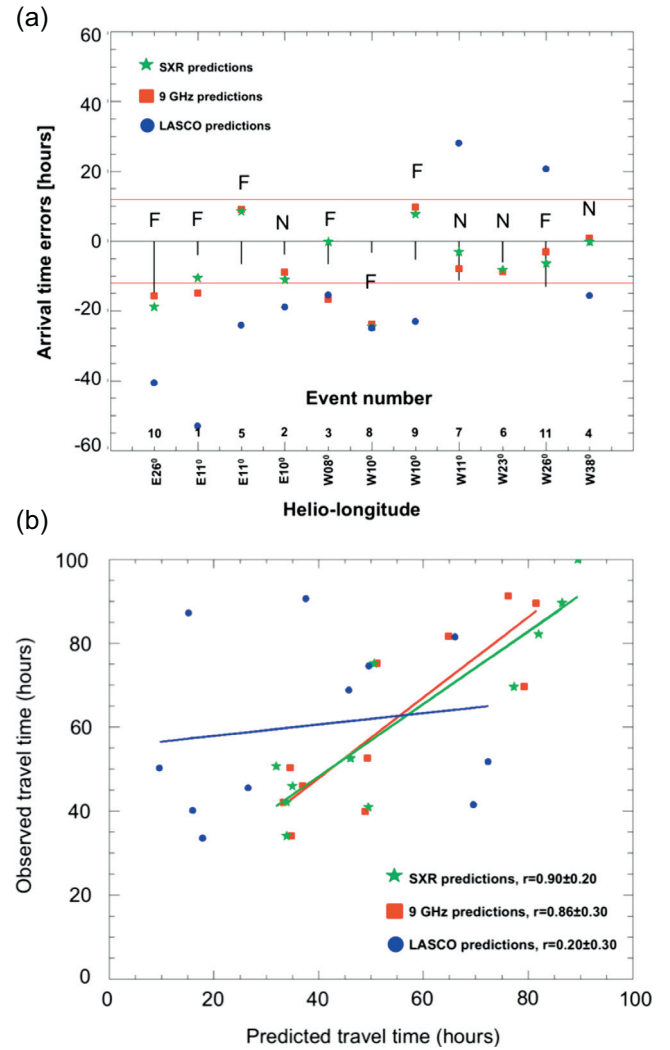 (a)
60
40
20
0
-20
-40
-60
Arrival time errors [hours]
SXR predictions
9 GHz predictions
LASCO predictions
F F F N F F F N N F N
Event number
10 1 5 2 3 8 9 7 6 11 4
E26⁰ E11⁰ E11⁰ E10⁰ W08⁰ W10⁰ W10⁰ W11⁰ W23⁰ W26⁰ W38⁰
Helio-longitude
(b)
100
80
60
40
20
0
Observed travel time (hours)
SXR predictions, r=0.90±0.20
9 GHz predictions, r=0.86±0.30
LASCO predictions, r=0.20±0.30
0 20 40 60 80 100
Predicted travel time (hours)